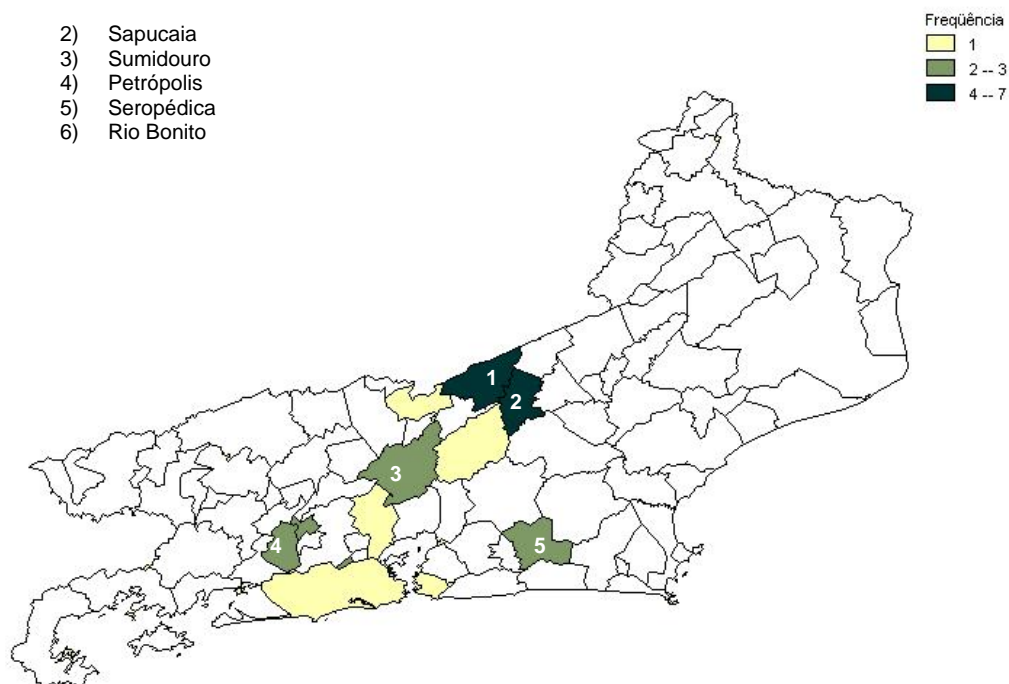 2) Sapucaia
3) Sumidouro
4) Petrópolis
5) Seropédica
6) Rio Bonito
Freqüência
1
2 -- 3
4 -- 7
1
2
3
4
5